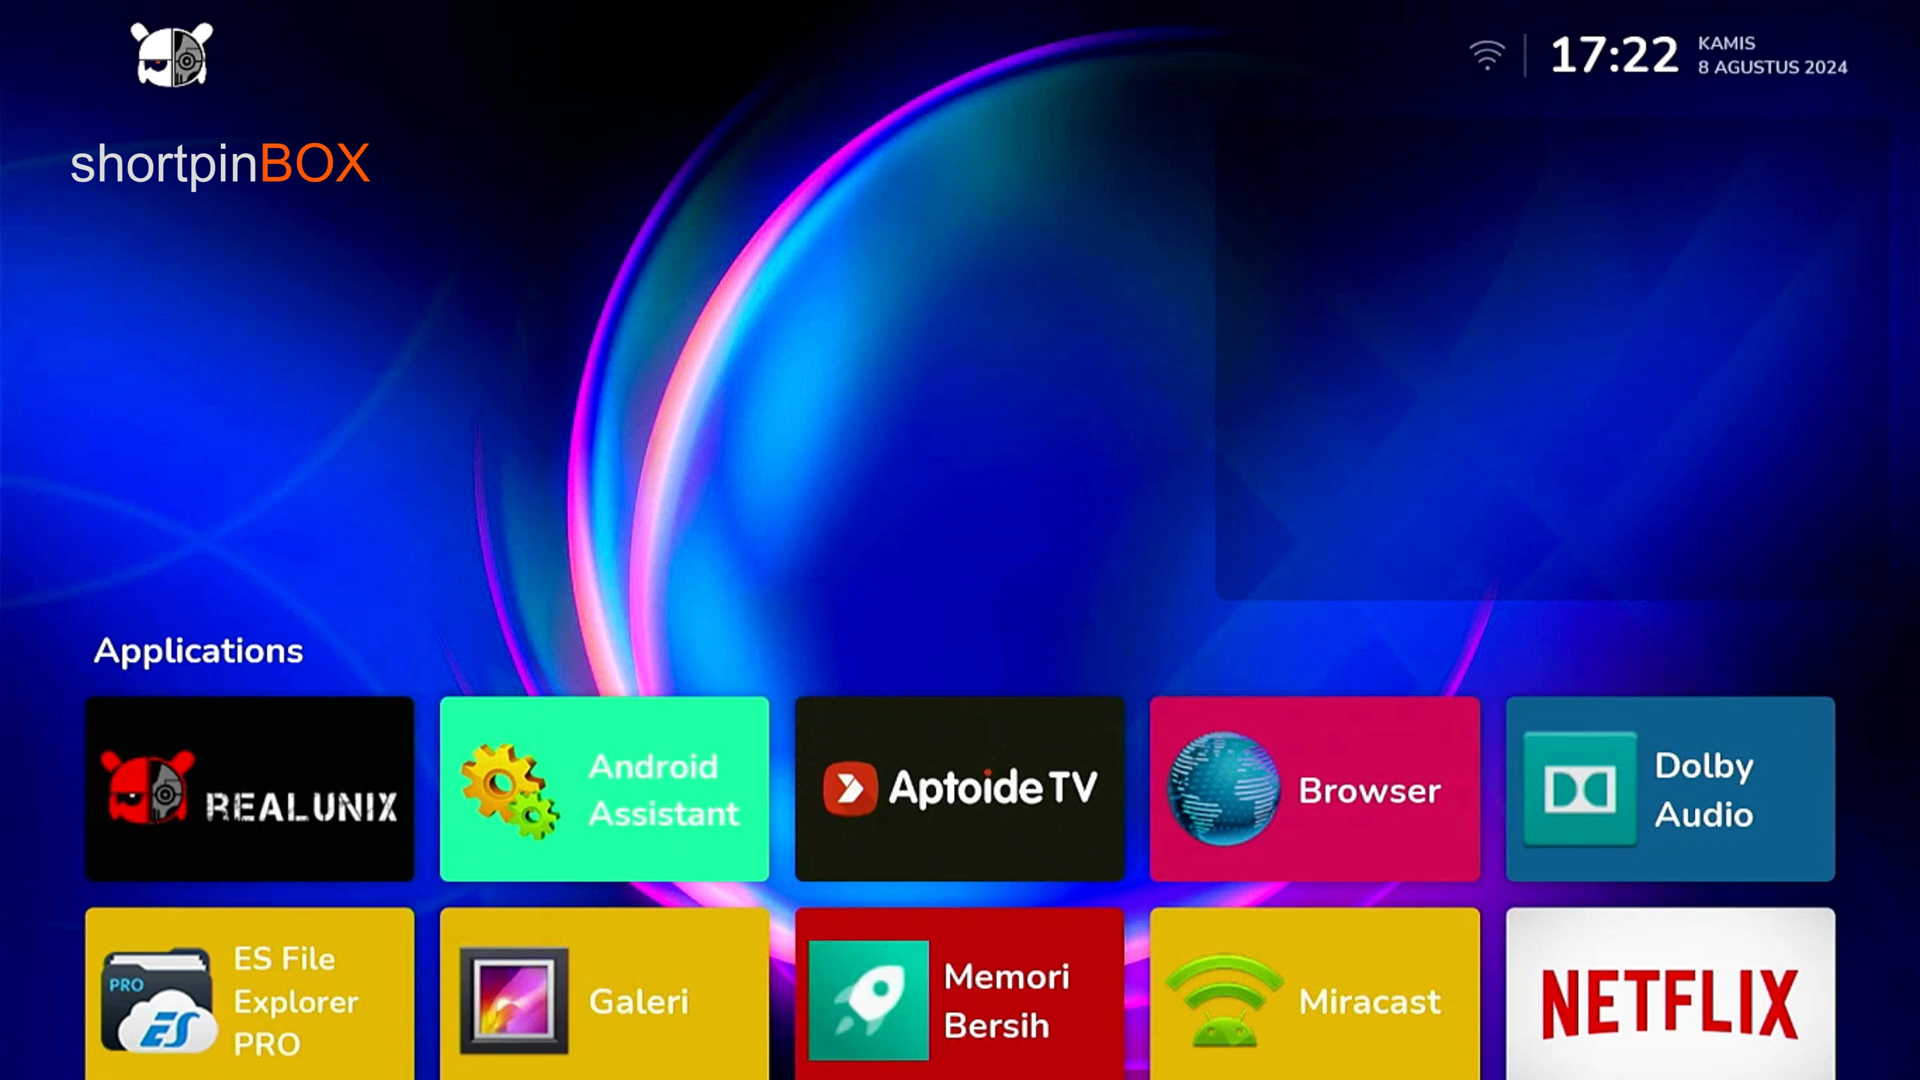 17:22
KAMIS
8 AGUSTUS 2024
shortpinBOX
Applications
REALUNIX
Android
Assistant
Aptoide TV
Browser
Dolby
Audio
PRO
ES
ES File
Explorer
PRO
Galeri
Memori
Bersih
Miracast
NETFLIX